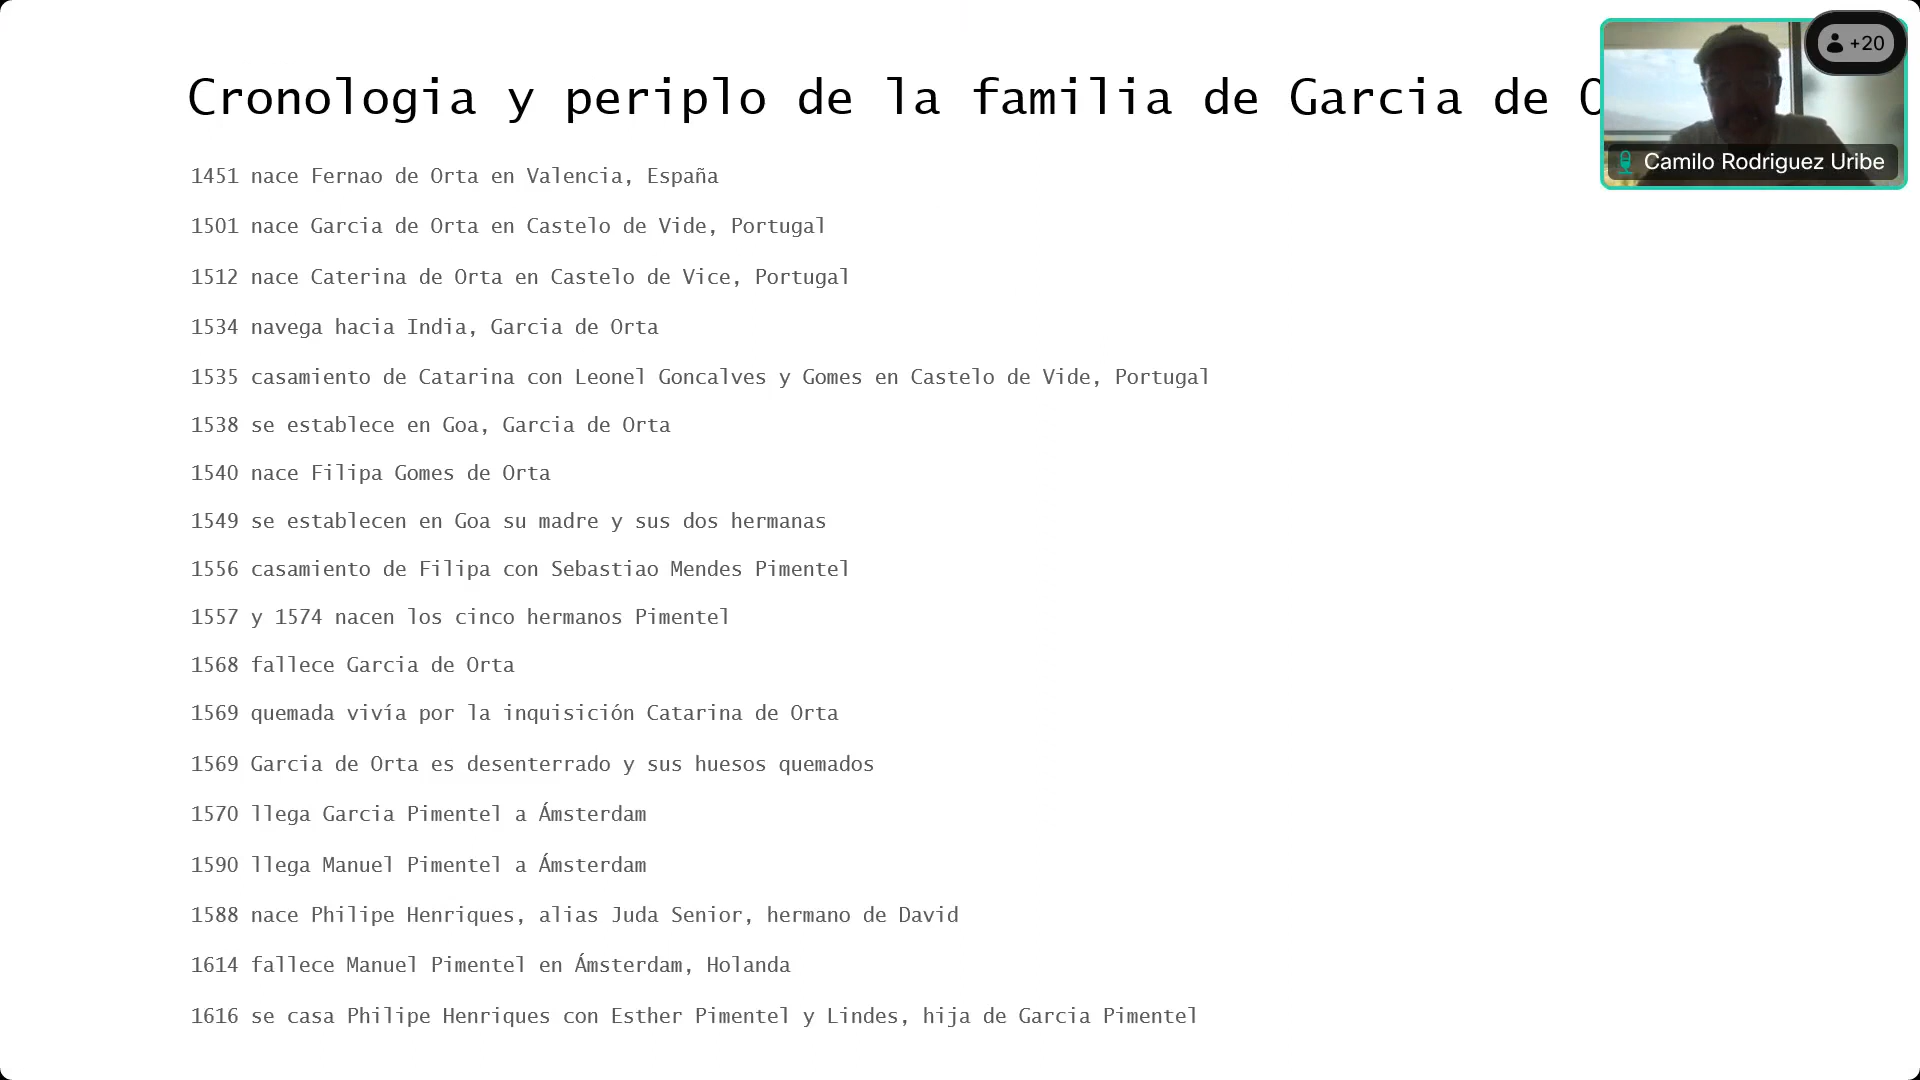 Cronologia y periplo de la familia de Garcia de
+20
Camilo Rodriguez Uribe
1451 nace Fernao de Orta en Valencia, España
1501 nace Garcia de Orta en Castelo de Vide, Portugal
1512 nace Caterina de Orta en Castelo de Vice, Portugal
1534 navega hacia India, Garcia de Orta
1535 casamiento de Catarina con Leonel Goncalves y Gomes en Castelo de Vide, Portugal
1538 se establece en Goa, Garcia de Orta
1540 nace Filipa Gomes de Orta
1549 se establecen en Goa su madre y sus dos hermanas
1556 casamiento de Filipa con Sebastiao Mendes Pimentel
1557 y 1574 nacen los cinco hermanos Pimentel
1568 fallece Garcia de Orta
1569 quemada vivía por la inquisición Catarina de Orta
1569 Garcia de Orta es desenterrado y sus huesos quemados
1570 llega Garcia Pimentel a Ámsterdam
1590 llega Manuel Pimentel a Ámsterdam
1588 nace Philipe Henriques, alias Juda Senior, hermano de David
1614 fallece Manuel Pimentel en Ámsterdam, Holanda
1616 se casa Philipe Henriques con Esther Pimentel y Lindes, hija de Garcia Pimentel